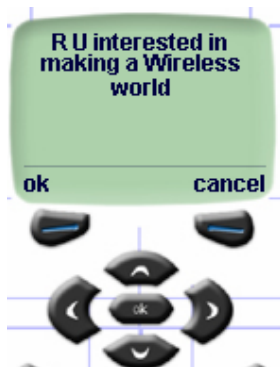 R U interested in
making a Wireless
world
ok cancel
ok